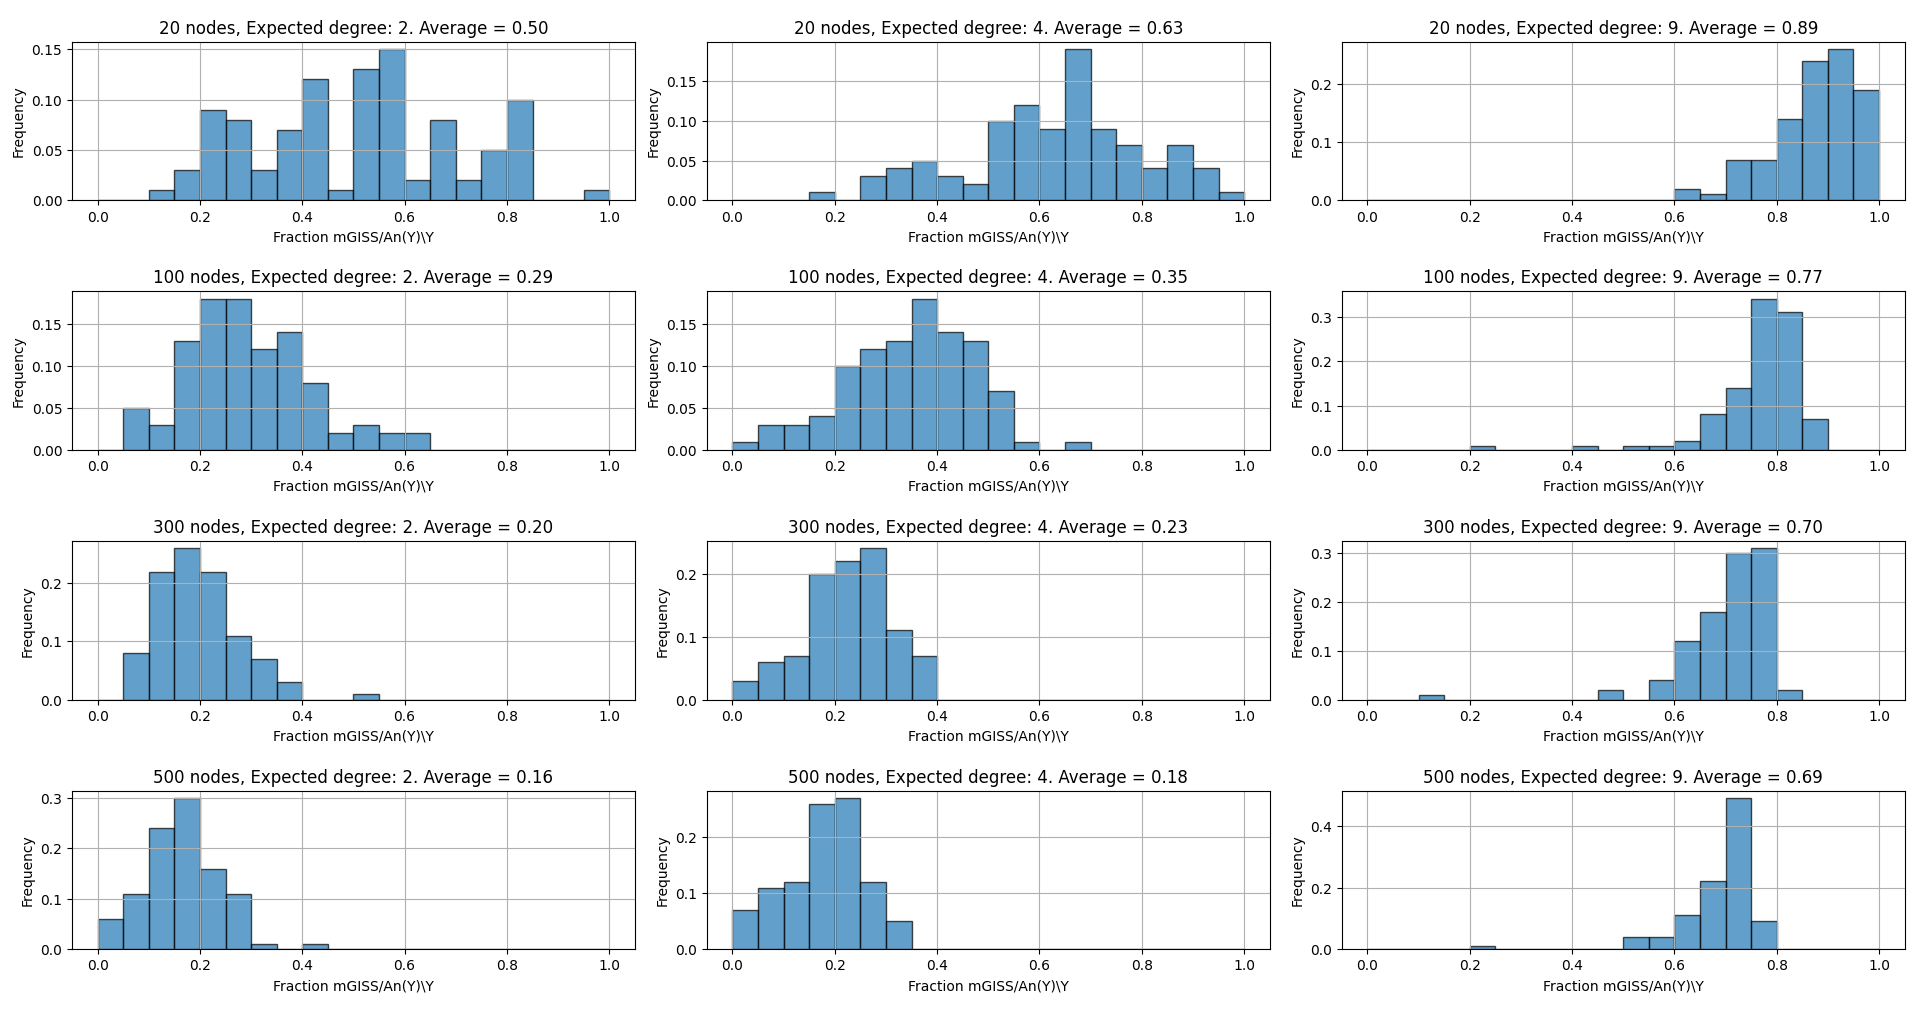 20 nodes, Expected degree: 2. Average = 0.50
0.15
0.10
0.05
0.00
Frequency
0.0 0.2 0.4 0.6 0.8 1.0
Fraction mGISS/An(Y)\Y
20 nodes, Expected degree: 4. Average = 0.63
0.15
0.10
0.05
0.00
Frequency
0.0 0.2 0.4 0.6 0.8 1.0
Fraction mGISS/An(Y)\Y
20 nodes, Expected degree: 9. Average = 0.89
0.2
0.1
0.0
Frequency
0.0 0.2 0.4 0.6 0.8 1.0
Fraction mGISS/An(Y)\Y
100 nodes, Expected degree: 2. Average = 0.29
0.15
0.10
0.05
0.00
Frequency
0.0 0.2 0.4 0.6 0.8 1.0
Fraction mGISS/An(Y)\Y
100 nodes, Expected degree: 4. Average = 0.35
0.15
0.10
0.05
0.00
Frequency
0.0 0.2 0.4 0.6 0.8 1.0
Fraction mGISS/An(Y)\Y
100 nodes, Expected degree: 9. Average = 0.77
0.3
0.2
0.1
0.0
Frequency
0.0 0.2 0.4 0.6 0.8 1.0
Fraction mGISS/An(Y)\Y
300 nodes, Expected degree: 2. Average = 0.20
0.2
0.1
0.0
Frequency
0.0 0.2 0.4 0.6 0.8 1.0
Fraction mGISS/An(Y)\Y
300 nodes, Expected degree: 4. Average = 0.23
0.2
0.1
0.0
Frequency
0.0 0.2 0.4 0.6 0.8 1.0
Fraction mGISS/An(Y)\Y
300 nodes, Expected degree: 9. Average = 0.70
0.3
0.2
0.1
0.0
Frequency
0.0 0.2 0.4 0.6 0.8 1.0
Fraction mGISS/An(Y)\Y
500 nodes, Expected degree: 2. Average = 0.16
0.3
0.2
0.1
0.0
Frequency
0.0 0.2 0.4 0.6 0.8 1.0
Fraction mGISS/An(Y)\Y
500 nodes, Expected degree: 4. Average = 0.18
0.2
0.1
0.0
Frequency
0.0 0.2 0.4 0.6 0.8 1.0
Fraction mGISS/An(Y)\Y
500 nodes, Expected degree: 9. Average = 0.69
0.4
0.2
0.0
Frequency
0.0 0.2 0.4 0.6 0.8 1.0
Fraction mGISS/An(Y)\Y